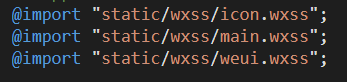 @import "static/wxss/icon.wxss";
@import "static/wxss/main.wxss";
@import "static/wxss/weui.wxss";